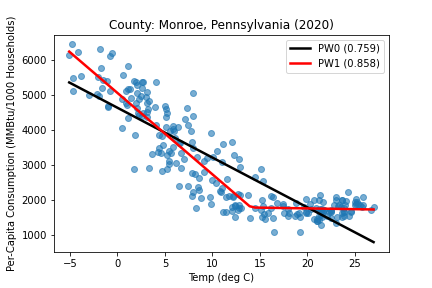 County: Monroe, Pennsylvania (2020)
PW0 (0.759)
PW1 (0.858)
Per-Capita Consumption (MMBtu/1000 Households)
6000
5000
4000
3000
2000
1000
−5
0
5
10
15
20
25
Temp (deg C)